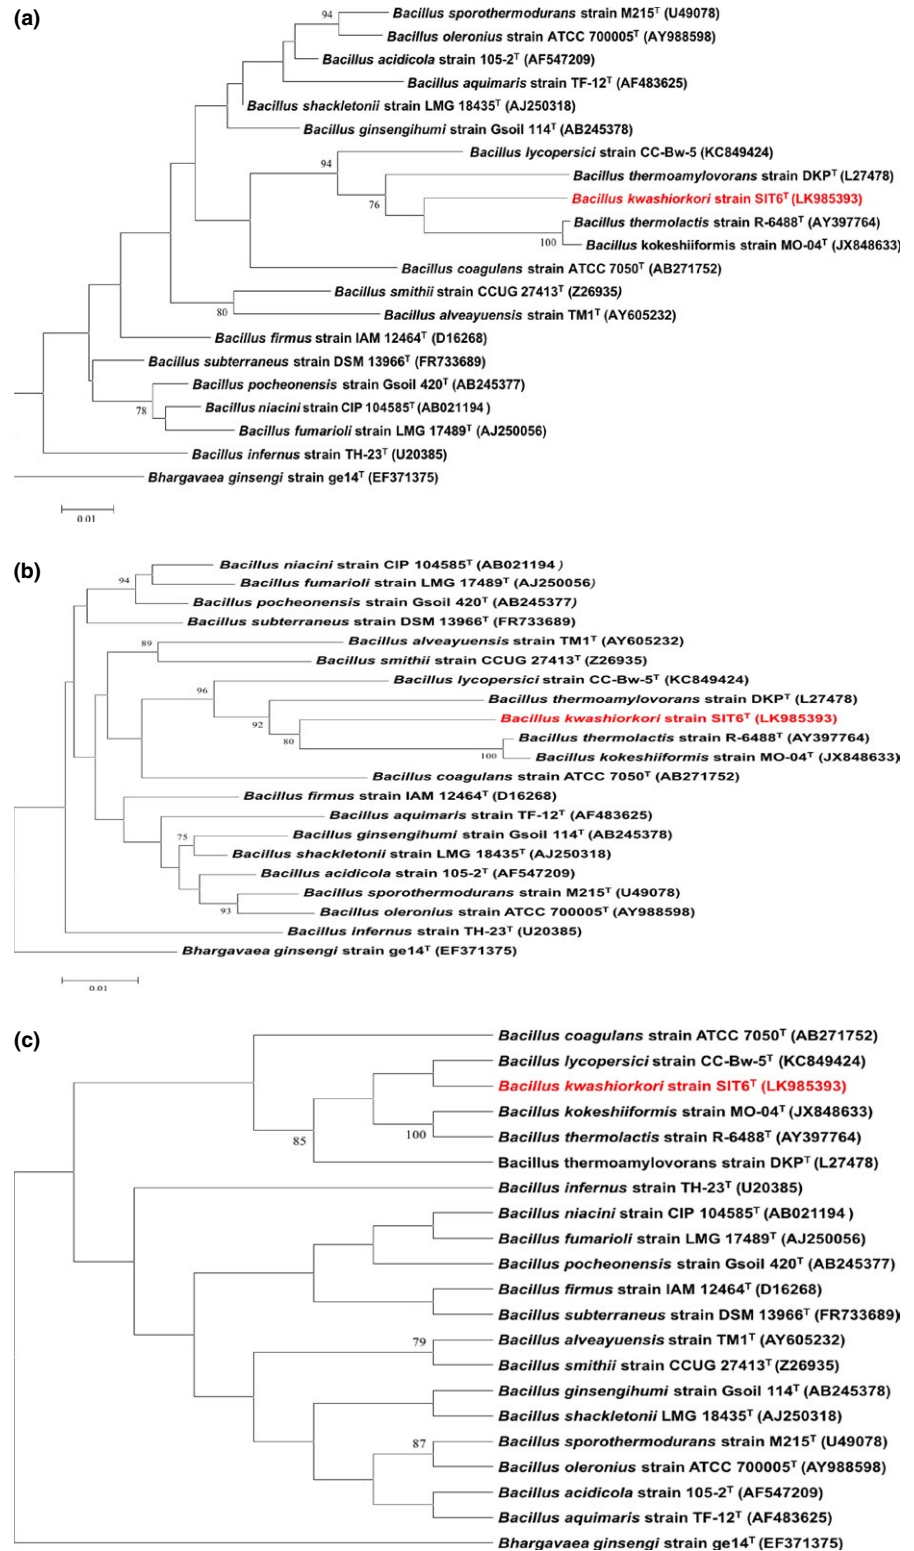 (a)
94
Bacillus sporothermodurans strain M215ᵀ (U49078)
Bacillus oleronius strain ATCC 700005ᵀ (AY988598)
Bacillus acidicola strain 105-2ᵀ (AF547209)
Bacillus aquimaris strain TF-12ᵀ (AF483625)
Bacillus shackletonii strain LMG 18435ᵀ (AJ250318)
Bacillus ginsengihumi strain Gsoil 114ᵀ (AB245378)
94
Bacillus lycopersici strain CC-Bw-5 (KC849424)
Bacillus thermoamylovorans strain DKPᵀ (L27478)
76
Bacillus kwashiorkori strain SIT6ᵀ (LK985393)
Bacillus thermolactis strain R-6488ᵀ (AY397764)
100
Bacillus kokeshiiformis strain MO-04ᵀ (JX848633)
Bacillus coagulans strain ATCC 7050ᵀ (AB271752)
Bacillus smithii strain CCUG 27413ᵀ (Z26935)
80
Bacillus alveayuensis strain TM1ᵀ (AY605232)
Bacillus firmus strain IAM 12464ᵀ (D16268)
Bacillus subterraneus strain DSM 13966ᵀ (FR733689)
Bacillus pocheonensis strain Gsoil 420ᵀ (AB245377)
78
Bacillus niacini strain CIP 104585ᵀ (AB021194 )
Bacillus fumarioli strain LMG 17489ᵀ (AJ250056)
Bacillus infernus strain TH-23ᵀ (U20385)
Bhargavaea ginsengi strain ge14ᵀ (EF371375)
0.01
(b)
Bacillus niacini strain CIP 104585ᵀ (AB021194 )
94
Bacillus fumarioli strain LMG 17489ᵀ (AJ250056)
Bacillus pocheonensis strain Gsoil 420ᵀ (AB245377)
Bacillus subterraneus strain DSM 13966ᵀ (FR733689)
89
Bacillus alveayuensis strain TM1ᵀ (AY605232)
Bacillus smithii strain CCUG 27413ᵀ (Z26935)
96
Bacillus lycopersici strain CC-Bw-5ᵀ (KC849424)
Bacillus thermoamylovorans strain DKPᵀ (L27478)
92
Bacillus kwashiorkori strain SIT6ᵀ (LK985393)
80
Bacillus thermolactis strain R-6488ᵀ (AY397764)
100
Bacillus kokeshiiformis strain MO-04ᵀ (JX848633)
Bacillus coagulans strain ATCC 7050ᵀ (AB271752)
Bacillus firmus strain IAM 12464ᵀ (D16268)
Bacillus aquimaris strain TF-12ᵀ (AF483625)
75
Bacillus ginsengihumi strain Gsoil 114ᵀ (AB245378)
Bacillus shackletonii strain LMG 18435ᵀ (AJ250318)
Bacillus acidicola strain 105-2ᵀ (AF547209)
Bacillus sporothermodurans strain M215ᵀ (U49078)
93
Bacillus oleronius strain ATCC 700005ᵀ (AY988598)
Bacillus infernus strain TH-23ᵀ (U20385)
Bhargavaea ginsengi strain ge14ᵀ (EF371375)
0.01
(c)
Bacillus coagulans strain ATCC 7050ᵀ (AB271752)
Bacillus lycopersici strain CC-Bw-5ᵀ (KC849424)
Bacillus kwashiorkori strain SIT6ᵀ (LK985393)
Bacillus kokeshiiformis strain MO-04ᵀ (JX848633)
85
100
Bacillus thermolactis strain R-6488ᵀ (AY397764)
Bacillus thermoamylovorans strain DKPᵀ (L27478)
Bacillus infernus strain TH-23ᵀ (U20385)
Bacillus niacini strain CIP 104585ᵀ (AB021194 )
Bacillus fumarioli strain LMG 17489ᵀ (AJ250056)
Bacillus pocheonensis strain Gsoil 420ᵀ (AB245377)
Bacillus firmus strain IAM 12464ᵀ (D16268)
Bacillus subterraneus strain DSM 13966ᵀ (FR733689)
79
Bacillus alveayuensis strain TM1ᵀ (AY605232)
Bacillus smithii strain CCUG 27413ᵀ (Z26935)
Bacillus ginsengihumi strain Gsoil 114ᵀ (AB245378)
Bacillus shackletonii LMG 18435ᵀ (AJ250318)
87
Bacillus sporothermodurans strain M215ᵀ (U49078)
Bacillus oleronius strain ATCC 700005ᵀ (AY988598)
Bacillus acidicola strain 105-2ᵀ (AF547209)
Bacillus aquimaris strain TF-12ᵀ (AF483625)
Bhargavaea ginsengi strain ge14ᵀ (EF371375)